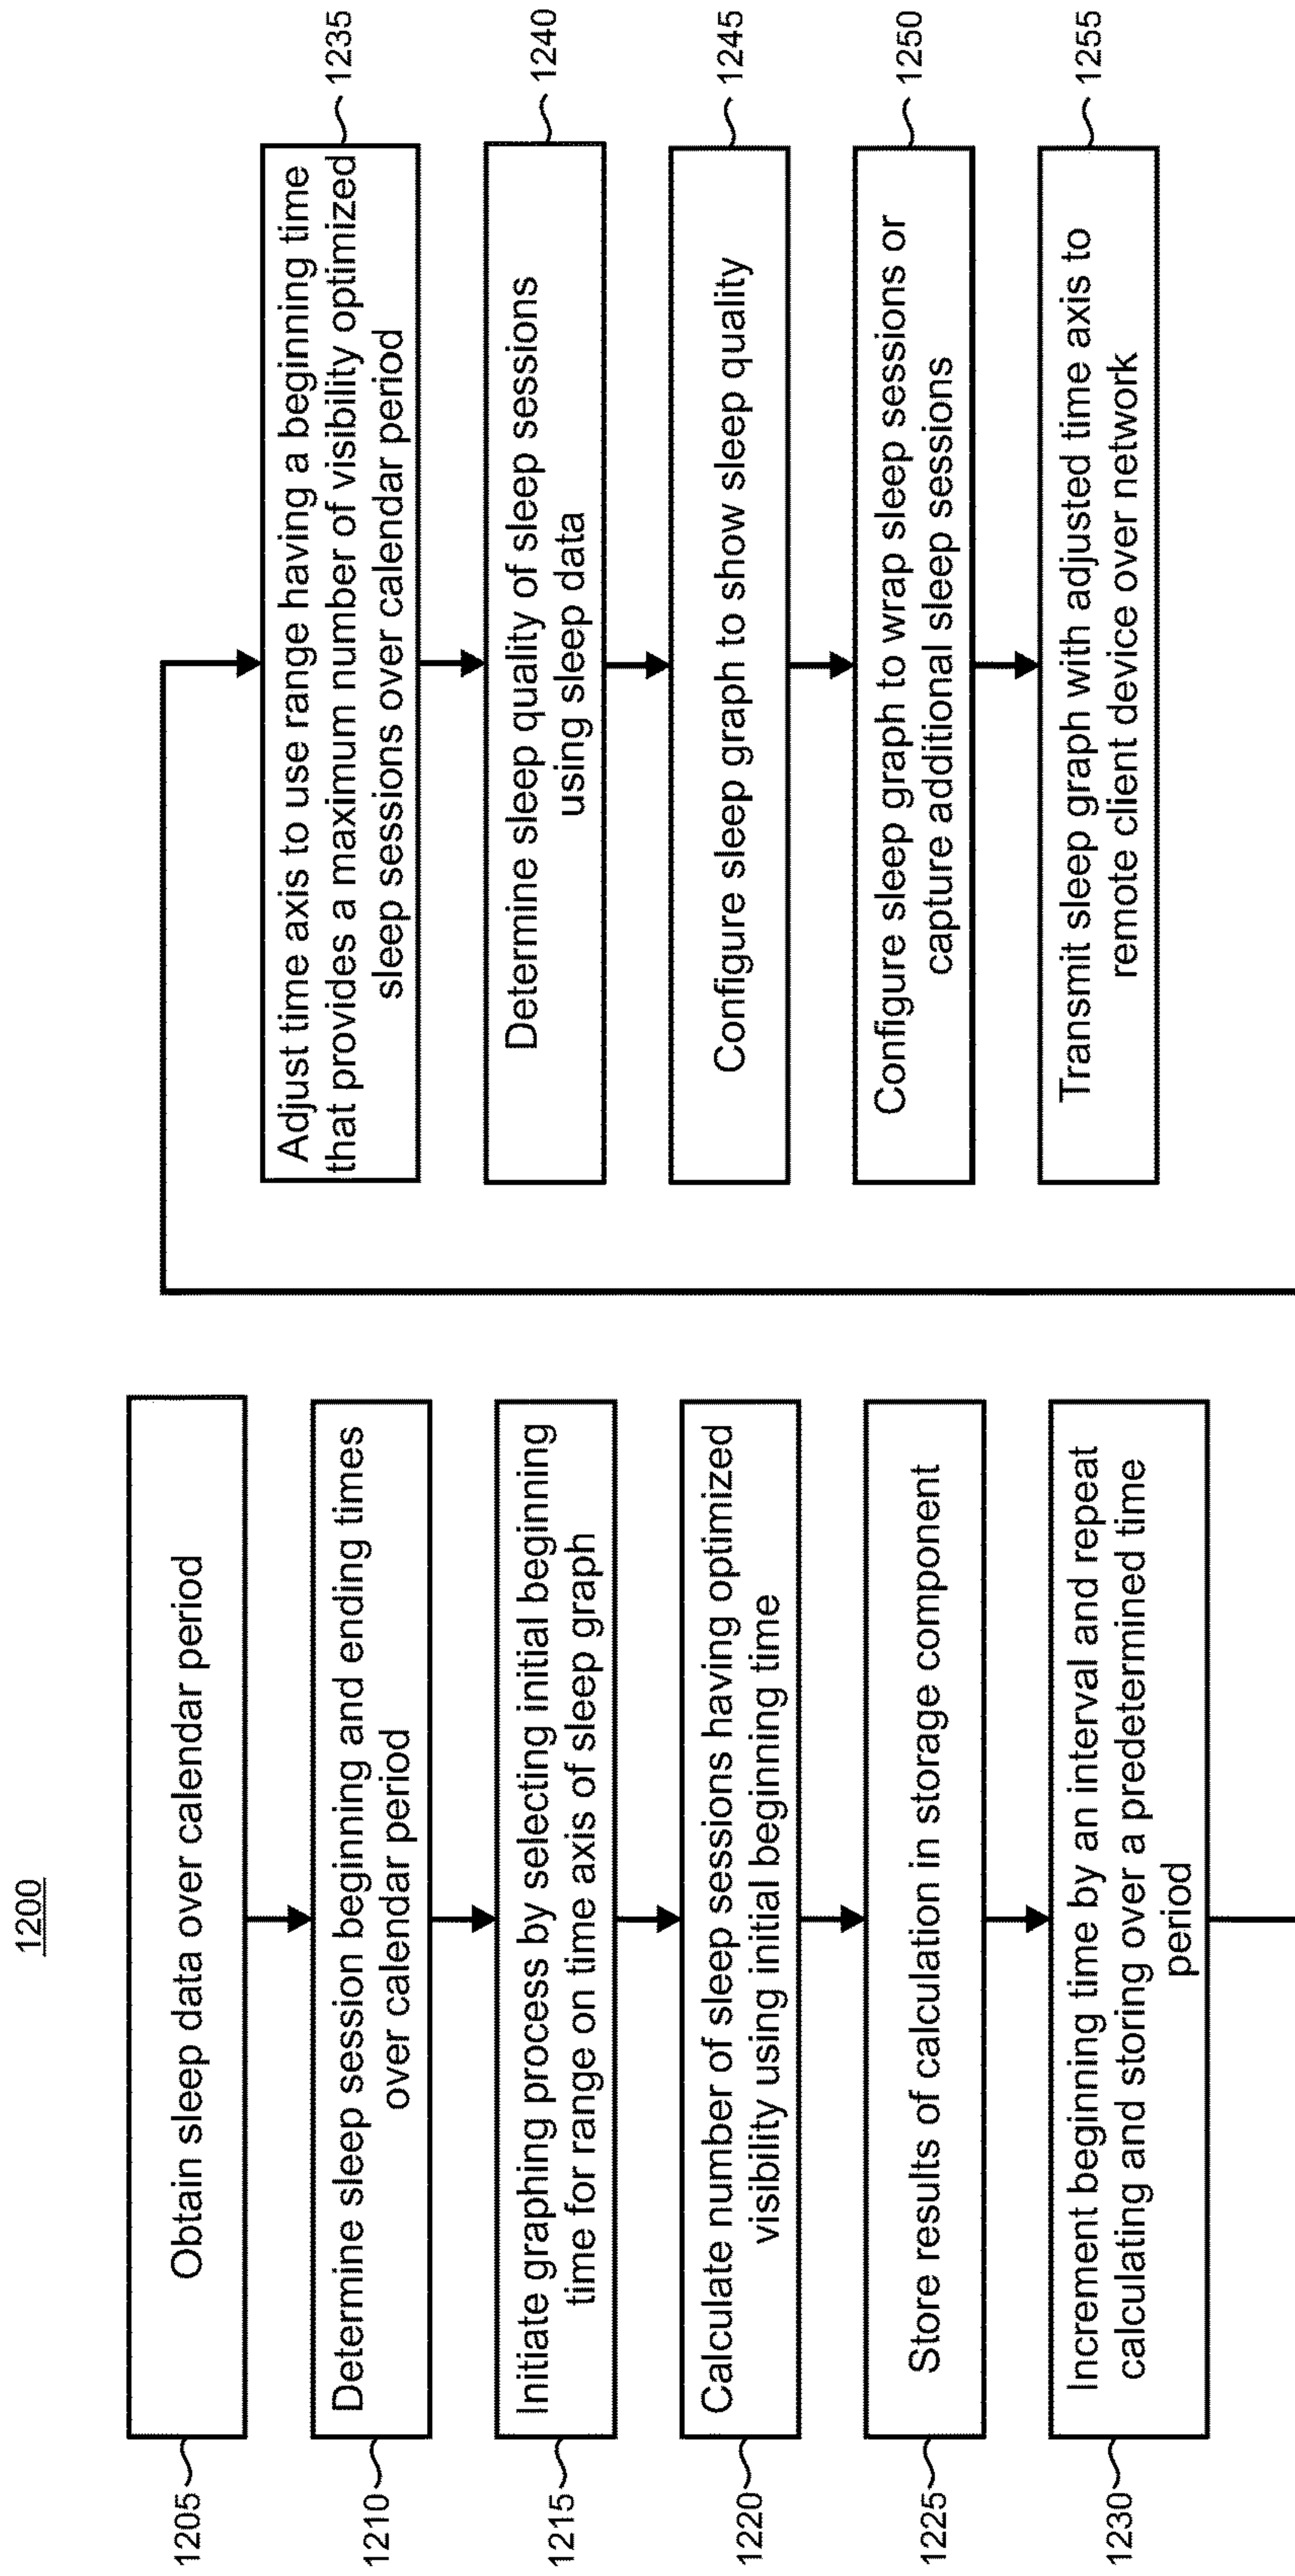 1200
1205
Obtain sleep data over calendar period
1210
Determine sleep session beginning and ending times
over calendar period
1215
Initiate graphing process by selecting initial beginning
time for range on time axis of sleep graph
1220
Calculate number of sleep sessions having optimized
visibility using initial beginning time
1225
Store results of calculation in storage component
1230
Increment beginning time by an interval and repeat
calculating and storing over a predetermined time
period
Adjust time axis to use range having a beginning time
that provides a maximum number of visibility optimized
sleep sessions over calendar period
1235
Determine sleep quality of sleep sessions
using sleep data
1240
Configure sleep graph to show sleep quality
1245
Configure sleep graph to wrap sleep sessions or
capture additional sleep sessions
1250
Transmit sleep graph with adjusted time axis to
remote client device over network
1255